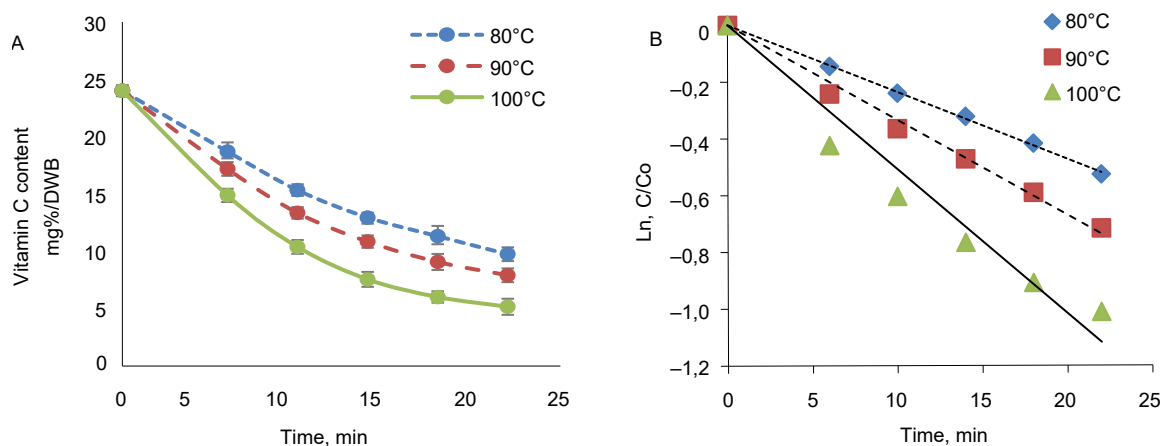 A
30
25
20
15
10
5
0
Vitamin C content
mg%/DWB
80°C
90°C
100°C
0 5 10 15 20 25
Time, min
B
0
–0,2
–0,4
–0,6
–0,8
–1,0
–1,2
Ln, C/Co
80°C
90°C
100°C
0 5 10 15 20 25
Time, min